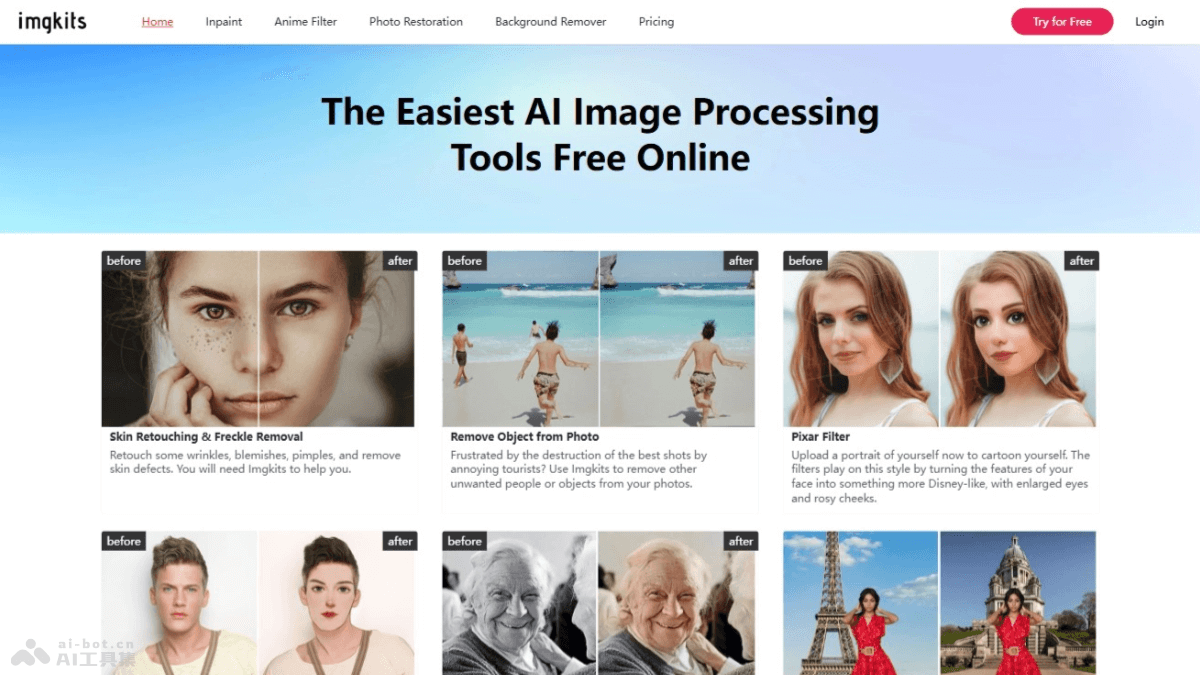 imgkits
Home
Inpaint
Anime Filter
Photo Restoration
Background Remover
Pricing
Try for Free
Login
The Easiest AI Image Processing
Tools Free Online
before
after
Skin Retouching & Freckle Removal
Retouch some wrinkles, blemishes, pimples, and remove
skin defects. You will need Imgkits to help you.
before
after
Remove Object from Photo
Frustrated by the destruction of the best shots by
annoying tourists? Use Imgkits to remove other
unwanted people or objects from your photos.
before
after
Pixar Filter
Upload a portrait of yourself now to cartoon yourself. The
filters play on this style by turning the features of your
face into something more Disney-like, with enlarged eyes
and rosy cheeks.
before
after
before
after
ai-bot.cn
AI工具集